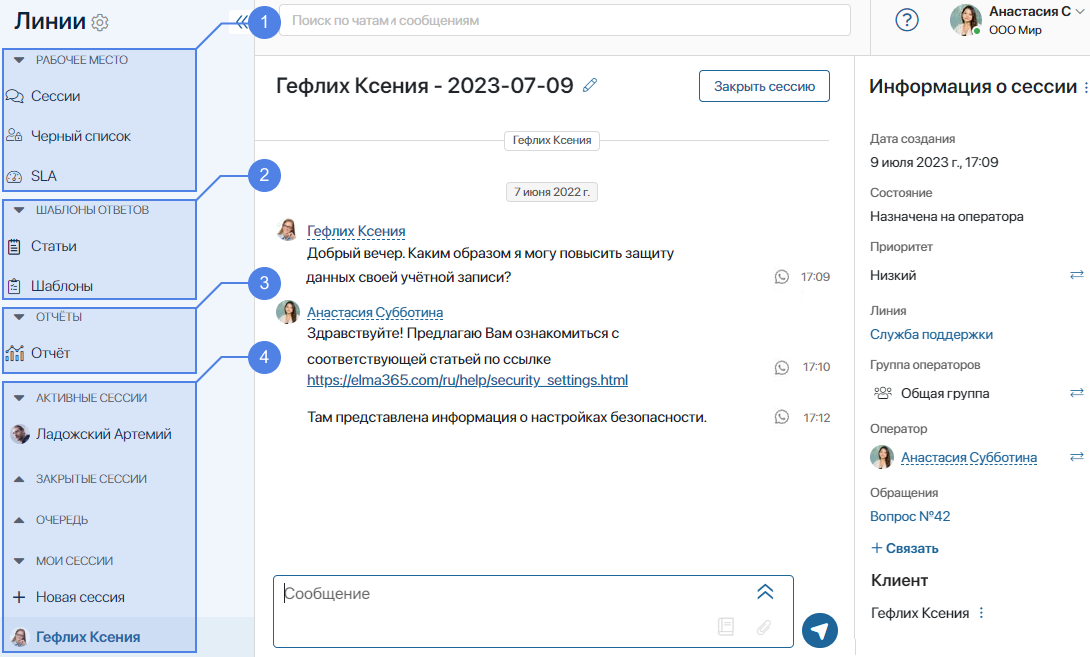 Линии
РАБОЧЕЕ МЕСТО
Сессии
Черный список
SLA
ШАБЛОНЫ ОТВЕТОВ
Статьи
Шаблоны
ОТЧЁТЫ
Отчёт
АКТИВНЫЕ СЕССИИ
Ладожский Артемий
ЗАКРЫТЫЕ СЕССИИ
ОЧЕРЕДЬ
МОИ СЕССИИ
+ Новая сессия
Гефлих Ксения
1
2
3
4
Поиск по чатам и сообщениям
?
Анастасия С
ООО Мир
Гефлих Ксения - 2023-07-09
Закрыть сессию
Гефлих Ксения
7 июня 2022 г.
Гефлих Ксения
Добрый вечер. Каким образом я могу повысить защиту
данных своей учётной записи?
17:09
Анастасия Субботина
Здравствуйте! Предлагаю Вам ознакомиться с
соответствующей статьей по ссылке
https://elma365.com/ru/help/security_settings.html
17:10
Там представлена информация о настройках безопасности.
17:12
Сообщение
Информация о сессии
Дата создания
9 июля 2023 г., 17:09
Состояние
Назначена на оператора
Приоритет
Низкий
Линия
Служба поддержки
Группа операторов
Общая группа
Оператор
Анастасия Субботина
Обращения
Вопрос №42
+ Связать
Клиент
Гефлих Ксения